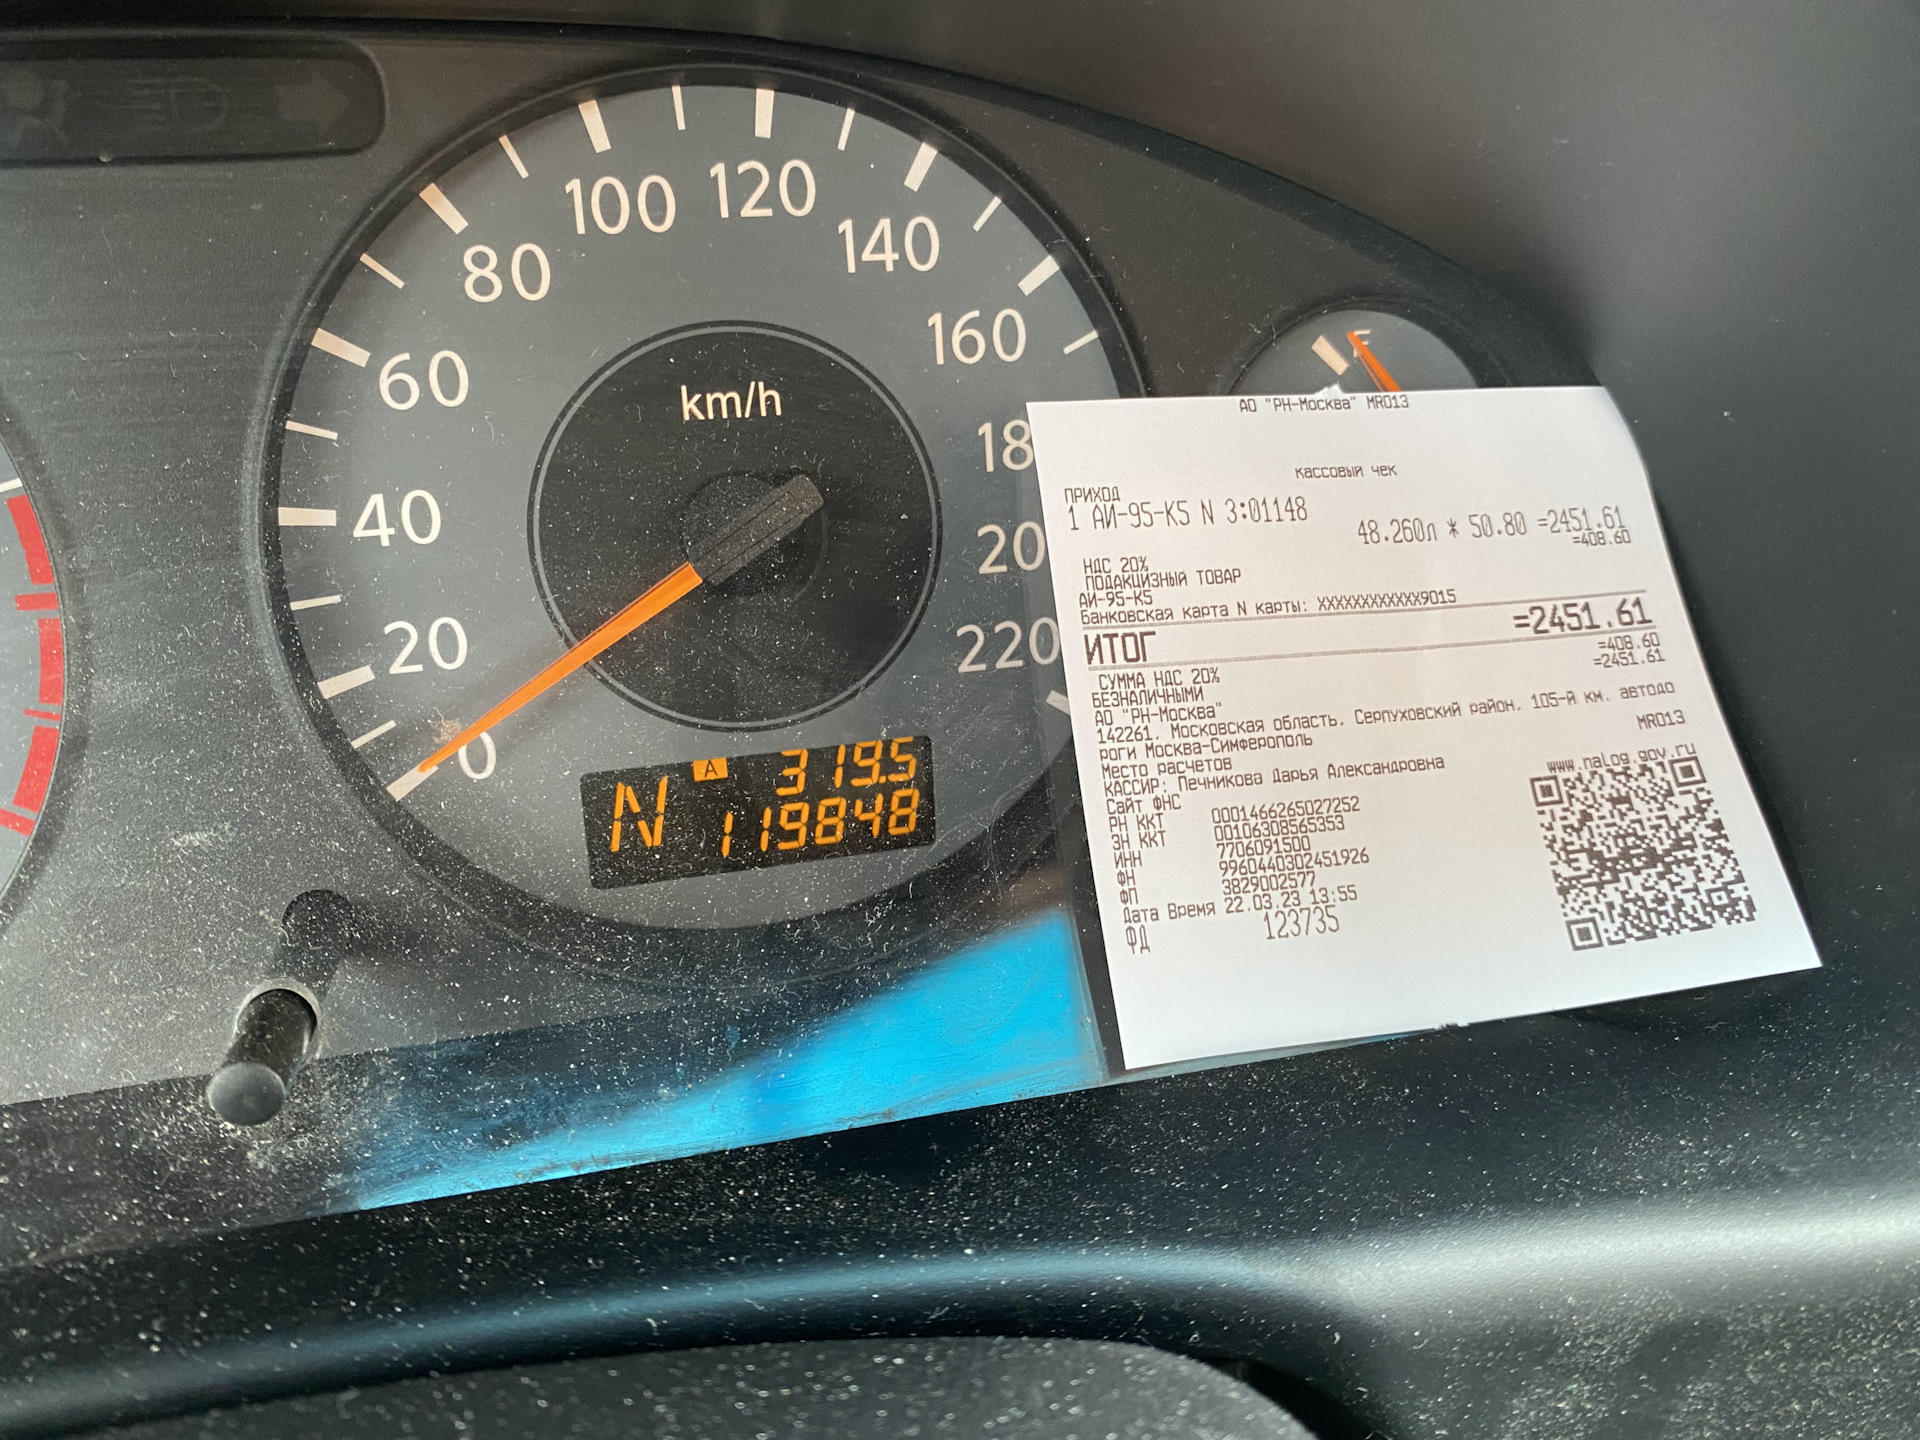 100
120
80
140
60
160
km/h
18
40
20
20
220
0
F
A
319.5
N
119848
АО "РН-Москва" MR013
кассовый чек
ПРИХОД
1 АИ-95-К5 N 3:01148
48.260л * 50.80 =2451.61
=408.60
НДС 20%
ПОДАКЦИЗНЫЙ ТОВАР
АИ-95-К5
Банковская карта N карты: XXXXXXXXXXXX9015
ИТОГ =2451.61
=408.60
=2451.61
СУММА НДС 20%
БЕЗНАЛИЧНЫМИ
АО "РН-Москва"
142261, Московская область, Серпуховский район, 105-й км. автодо
роги Москва-Симферополь
MR013
Место расчетов
КАССИР: Печникова Дарья Александровна
www.nalog.gov.ru
Сайт ФНС
РН ККТ 0001466265027252
ЗН ККТ 00106308565353
ИНН 7706091500
ФН 9960440302451926
ФП 3829002577
Дата Время 22.03.23 13:55
ФД 123735